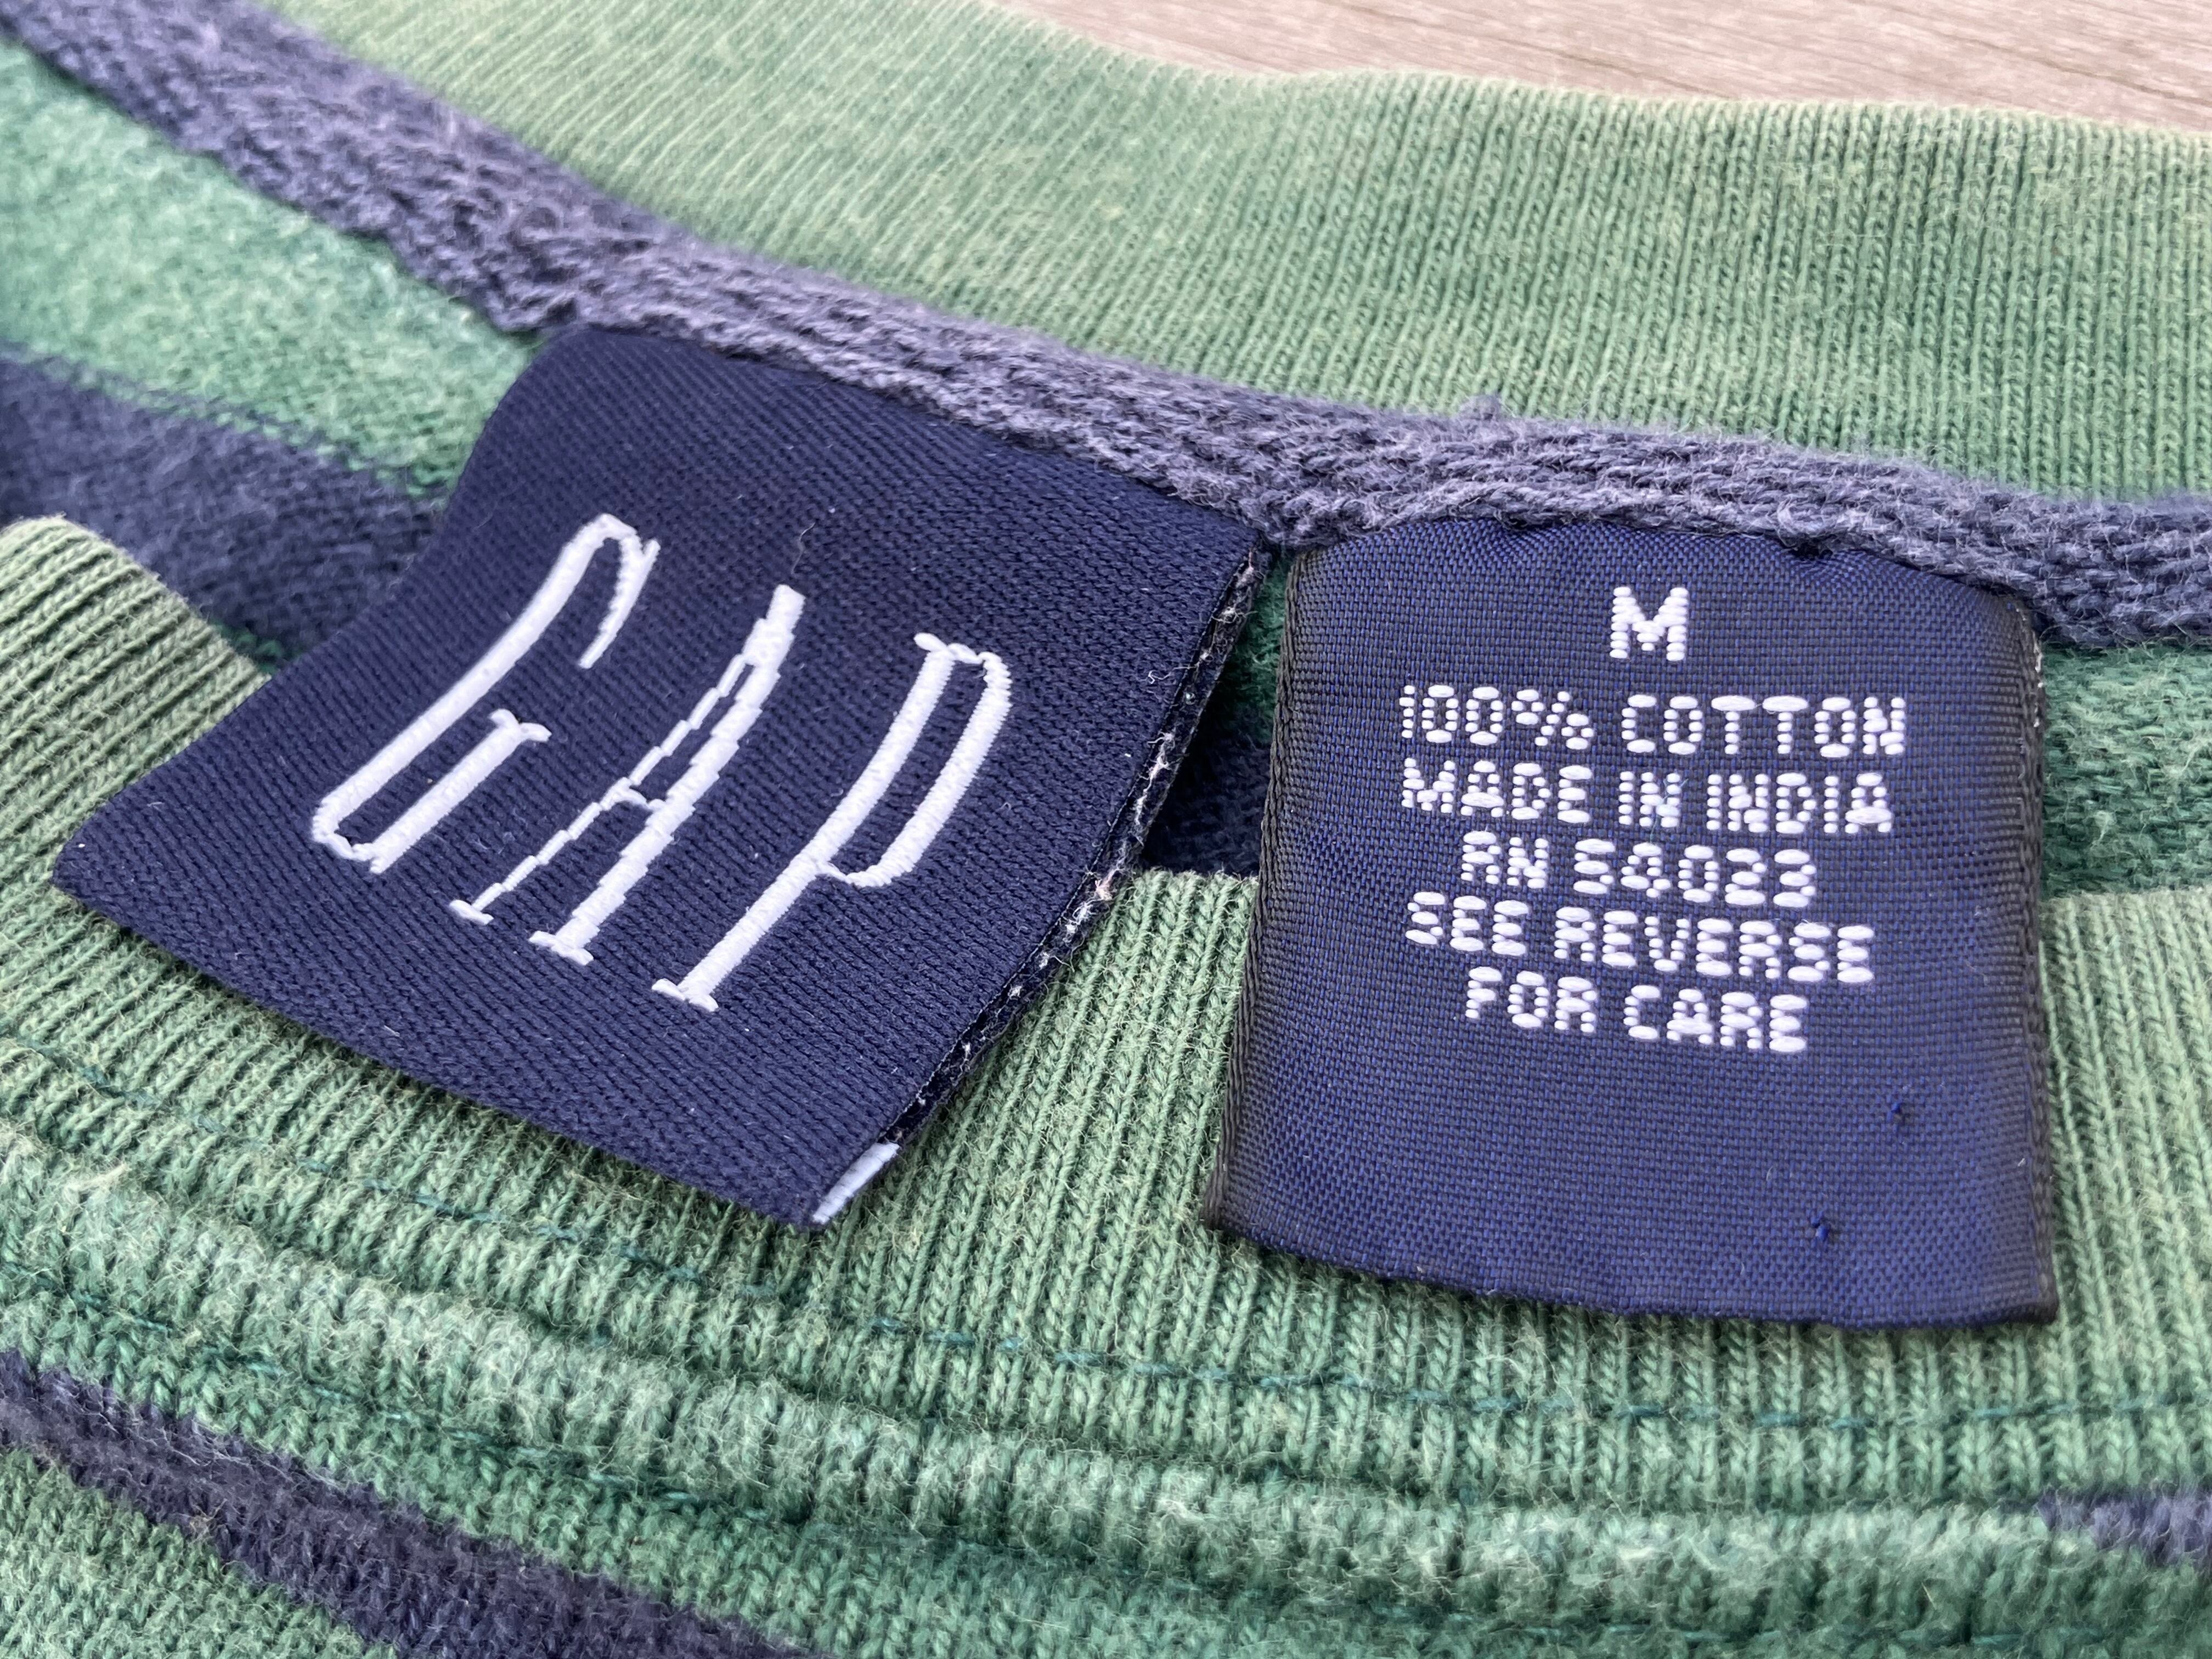 GAP
M
100% COTTON
MADE IN INDIA
RN 54023
SEE REVERSE
FOR CARE